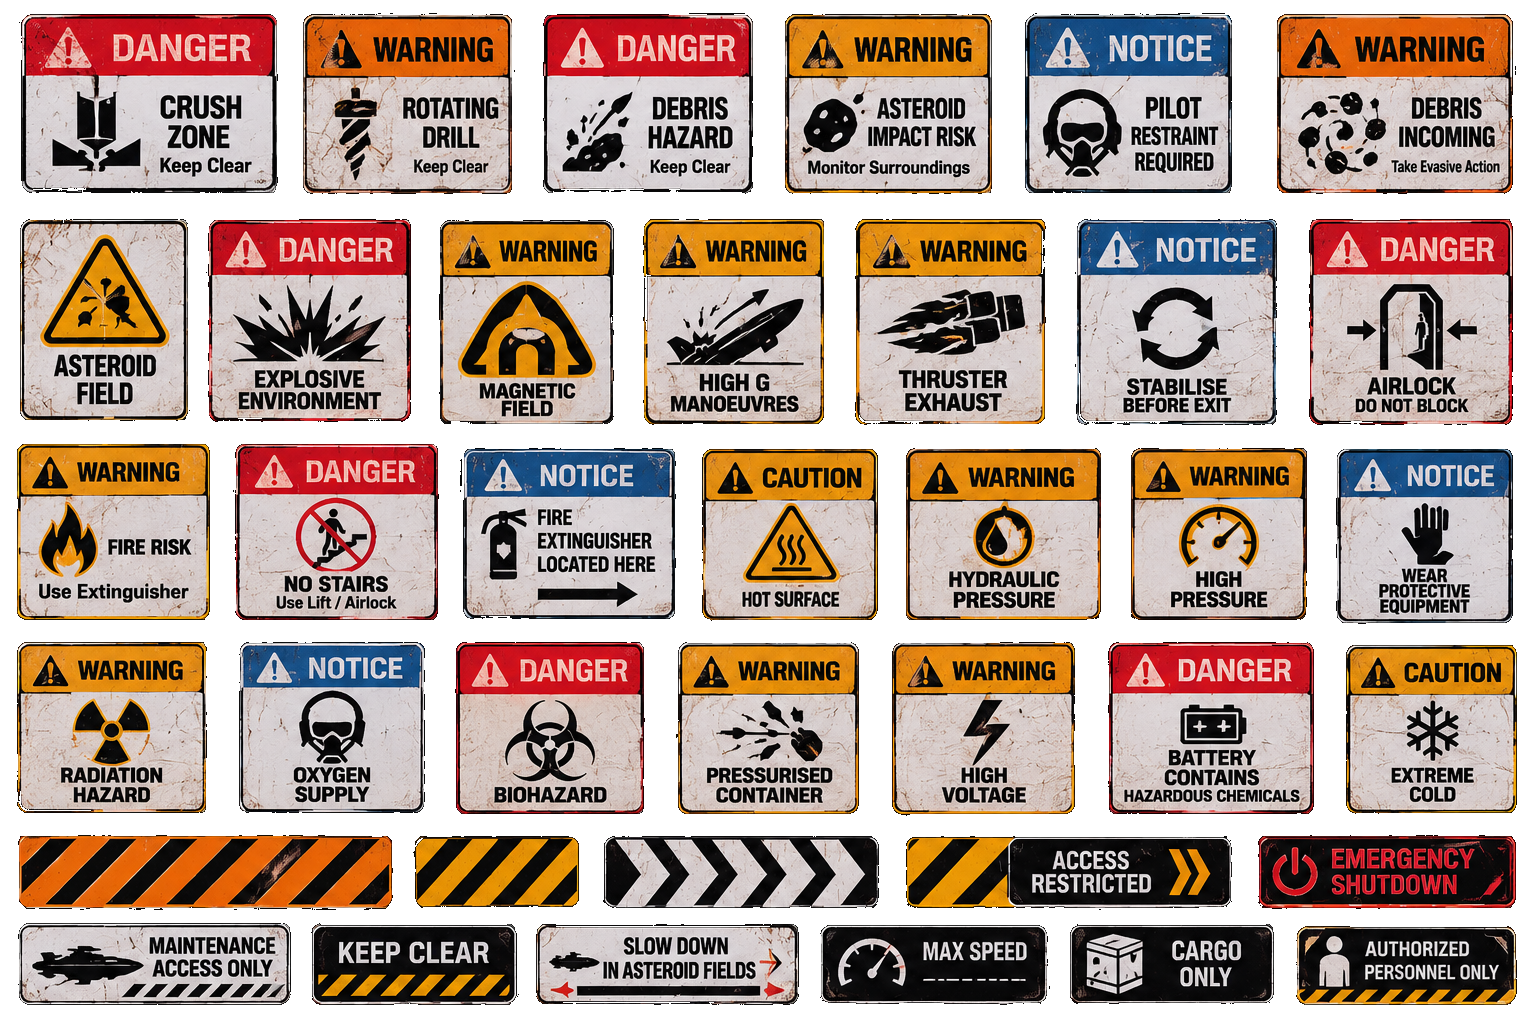 DANGER
CRUSH
ZONE
Keep Clear
WARNING
ROTATING
DRILL
Keep Clear
DANGER
DEBRIS
HAZARD
Keep Clear
WARNING
ASTEROID
IMPACT RISK
Monitor Surroundings
NOTICE
PILOT
RESTRAINT
REQUIRED
WARNING
DEBRIS
INCOMING
Take Evasive Action
ASTEROID
FIELD
DANGER
EXPLOSIVE
ENVIRONMENT
WARNING
MAGNETIC
FIELD
WARNING
HIGH G
MANOEUVRES
WARNING
THRUSTER
EXHAUST
NOTICE
STABILISE
BEFORE EXIT
DANGER
AIRLOCK
DO NOT BLOCK
WARNING
FIRE RISK
Use Extinguisher
DANGER
NO STAIRS
Use Lift / Airlock
NOTICE
FIRE
EXTINGUISHER
LOCATED HERE
CAUTION
HOT SURFACE
WARNING
HYDRAULIC
PRESSURE
WARNING
HIGH
PRESSURE
NOTICE
WEAR
PROTECTIVE
EQUIPMENT
WARNING
RADIATION
HAZARD
NOTICE
OXYGEN
SUPPLY
DANGER
BIOHAZARD
WARNING
PRESSURISED
CONTAINER
WARNING
HIGH
VOLTAGE
DANGER
BATTERY
CONTAINS
HAZARDOUS CHEMICALS
CAUTION
EXTREME
COLD
ACCESS
RESTRICTED
EMERGENCY
SHUTDOWN
MAINTENANCE
ACCESS ONLY
KEEP CLEAR
SLOW DOWN
IN ASTEROID FIELDS
MAX SPEED
CARGO
ONLY
AUTHORIZED
PERSONNEL ONLY